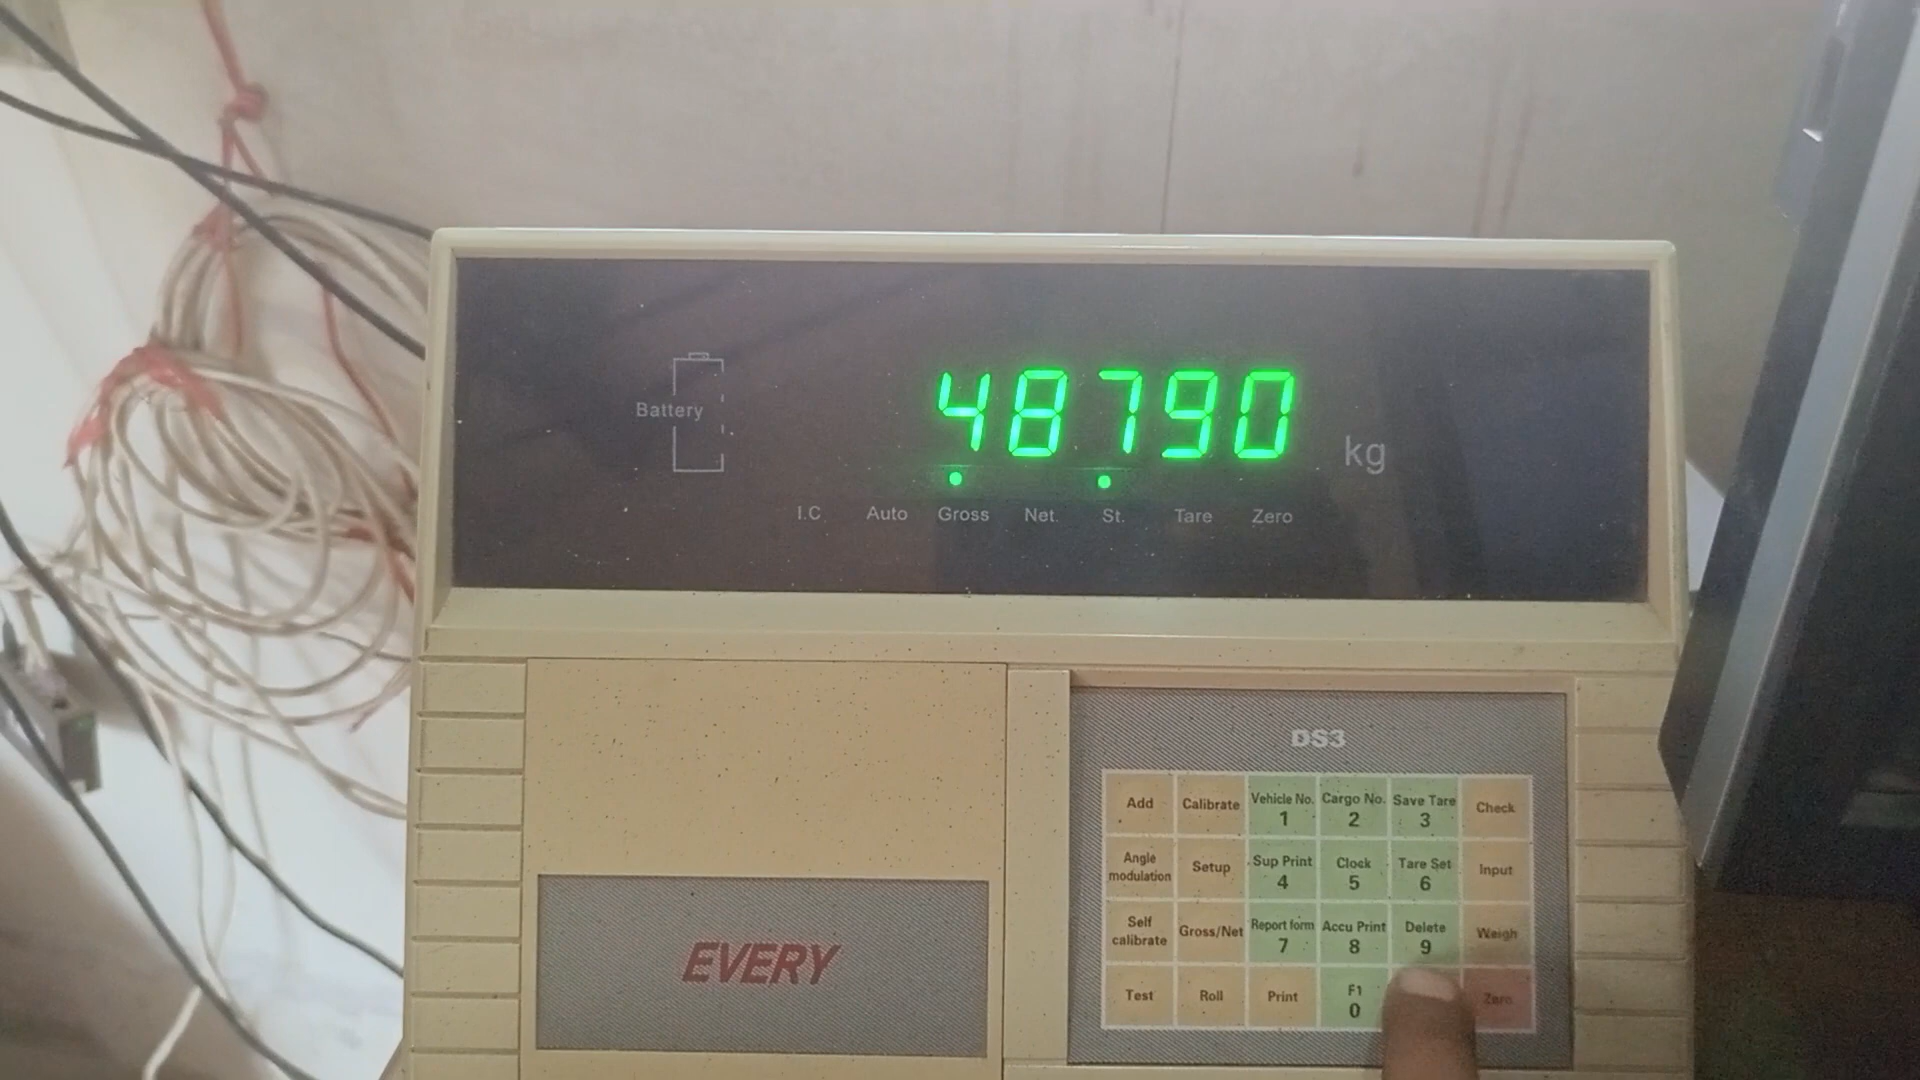 48790
kg
Battery
I.C Auto Gross Net. St. Tare Zero
DS3
Add Calibrate Vehicle No. 1 Cargo No. 2 Save Tare 3 Check
Angle modulation Setup Sup Print 4 Clock 5 Tare Set 6 Input
Self calibrate Gross/Net Report form 7 Accu Print 8 Delete 9 Weigh
Test Roll Print F1 0 Zero
EVERY